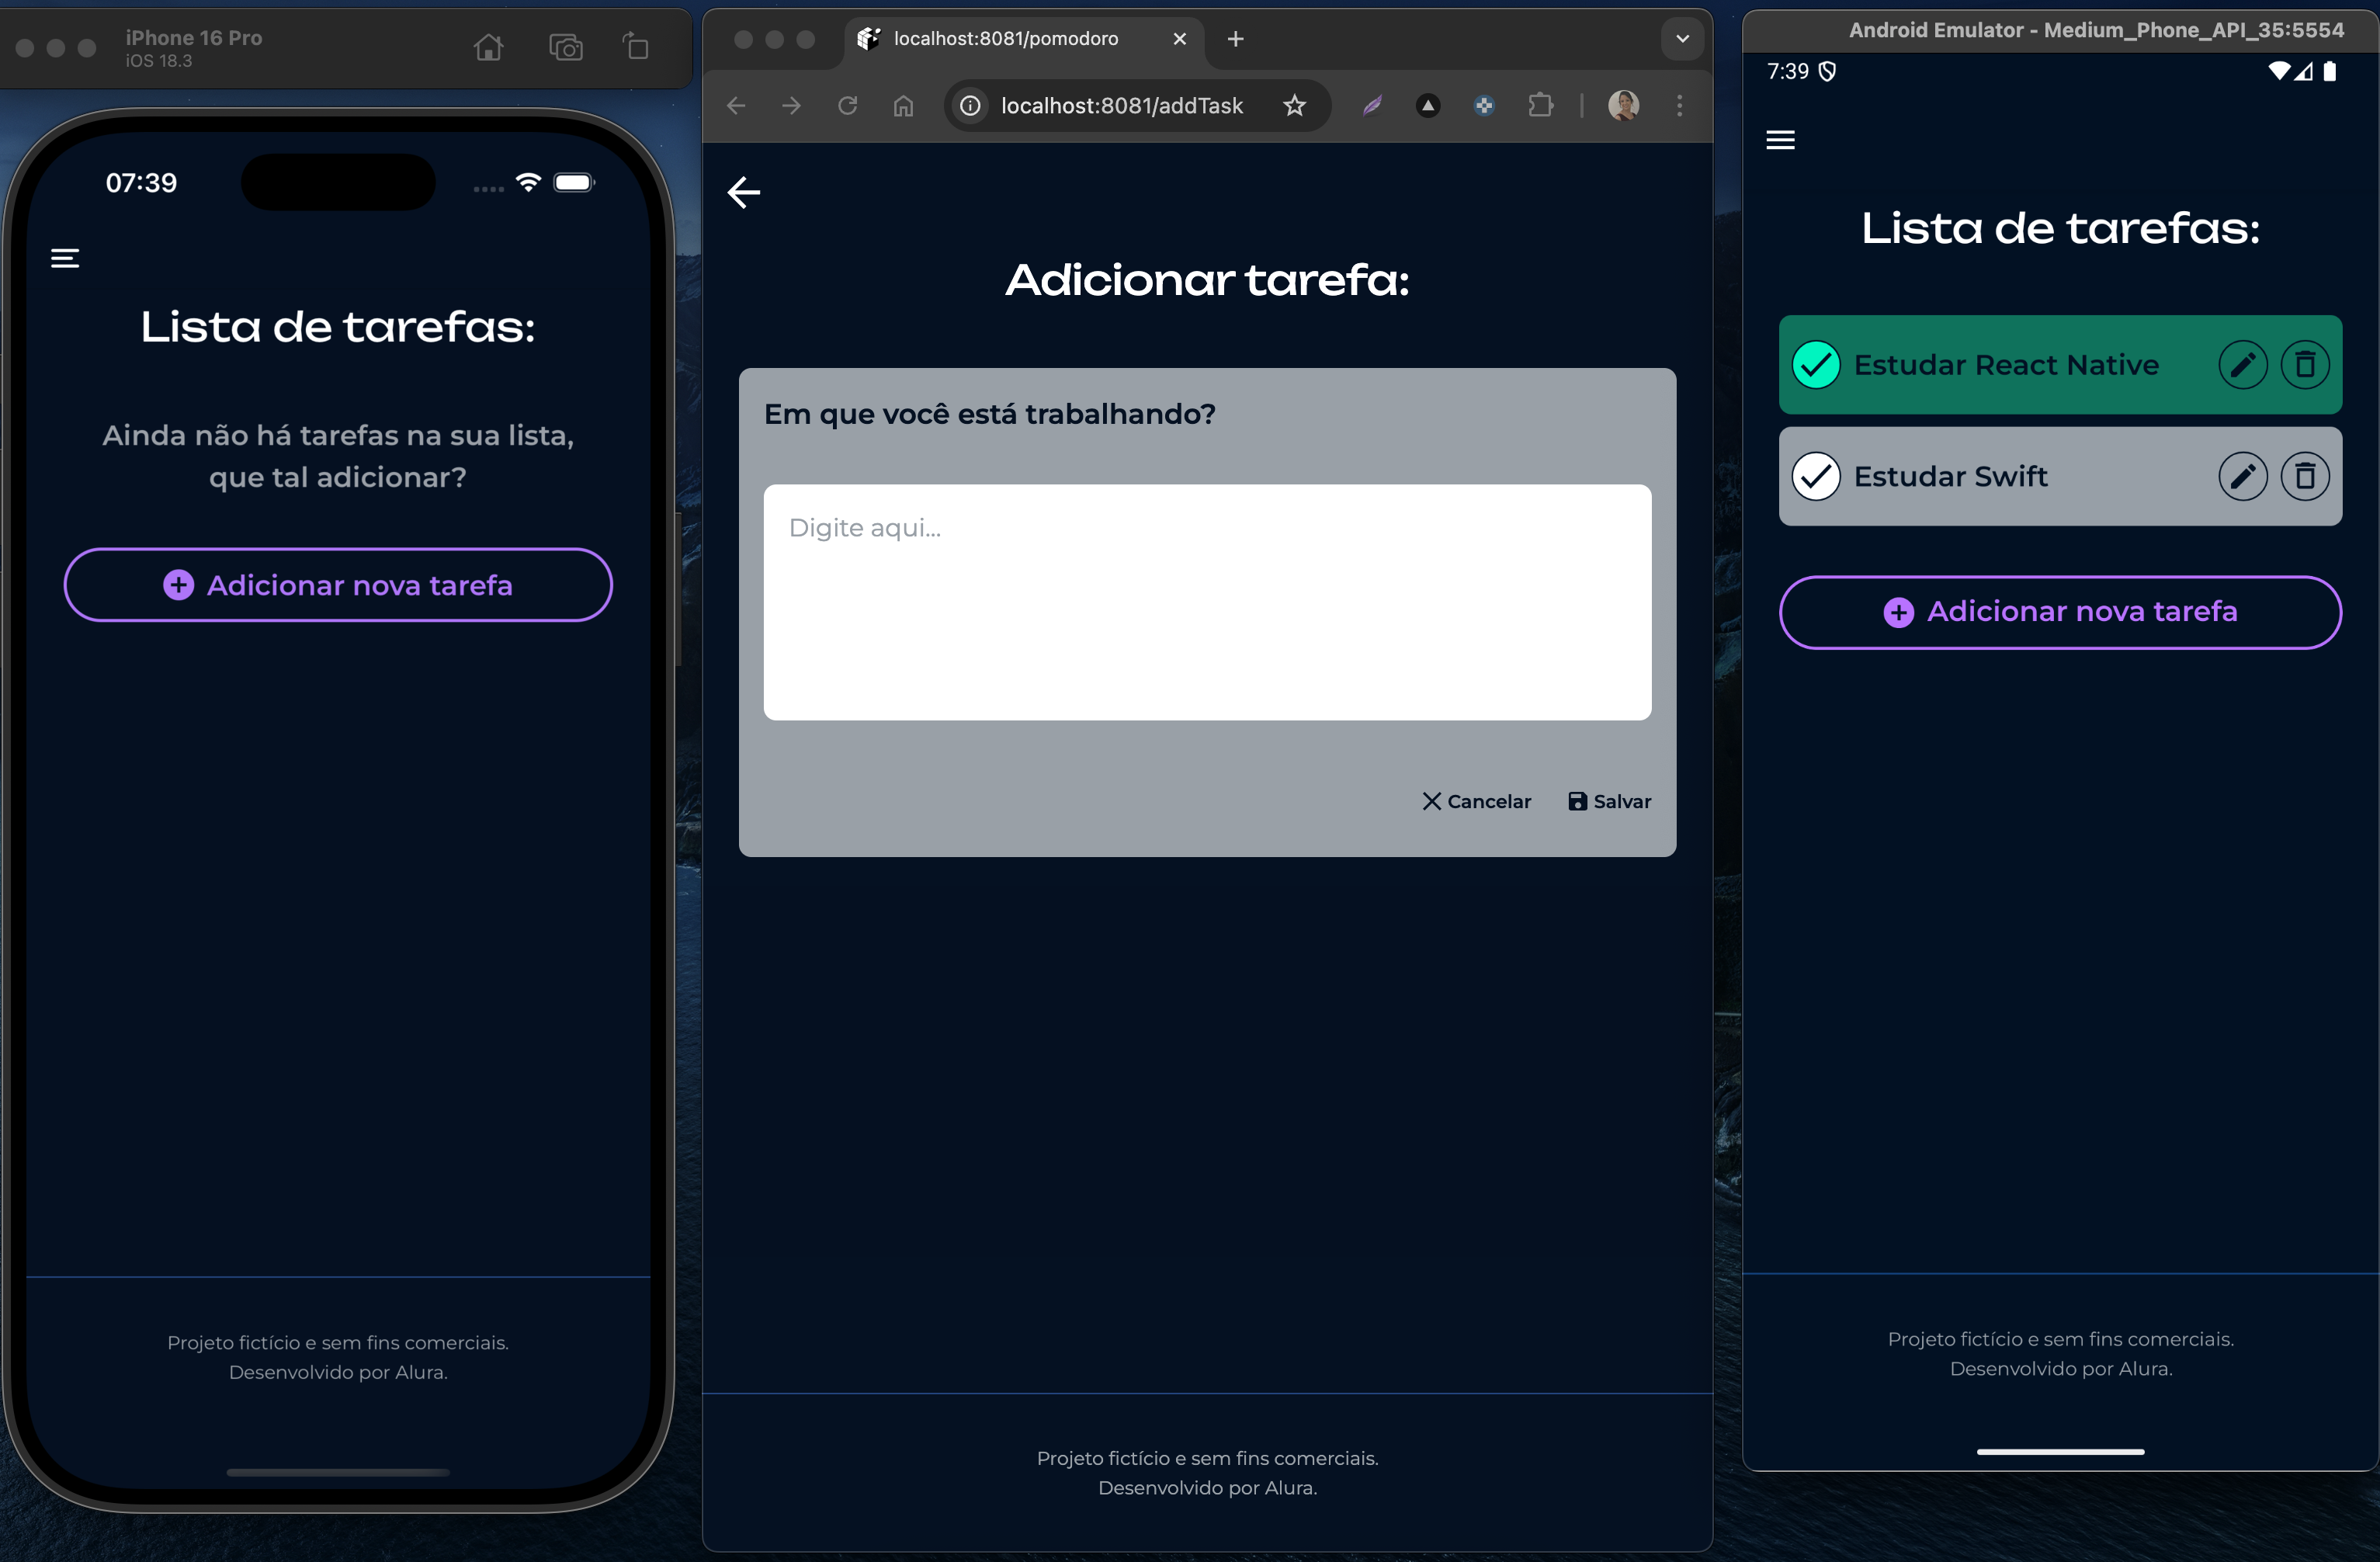 iPhone 16 Pro
iOS 18.3
07:39
Lista de tarefas:
Ainda não há tarefas na sua lista,
que tal adicionar?
Adicionar nova tarefa
Projeto fictício e sem fins comerciais.
Desenvolvido por Alura.
localhost:8081/pomodoro
localhost:8081/addTask
Adicionar tarefa:
Em que você está trabalhando?
Digite aqui...
Cancelar
Salvar
Projeto fictício e sem fins comerciais.
Desenvolvido por Alura.
Android Emulator - Medium_Phone_API_35:5554
7:39
Lista de tarefas:
Estudar React Native
Estudar Swift
Adicionar nova tarefa
Projeto fictício e sem fins comerciais.
Desenvolvido por Alura.